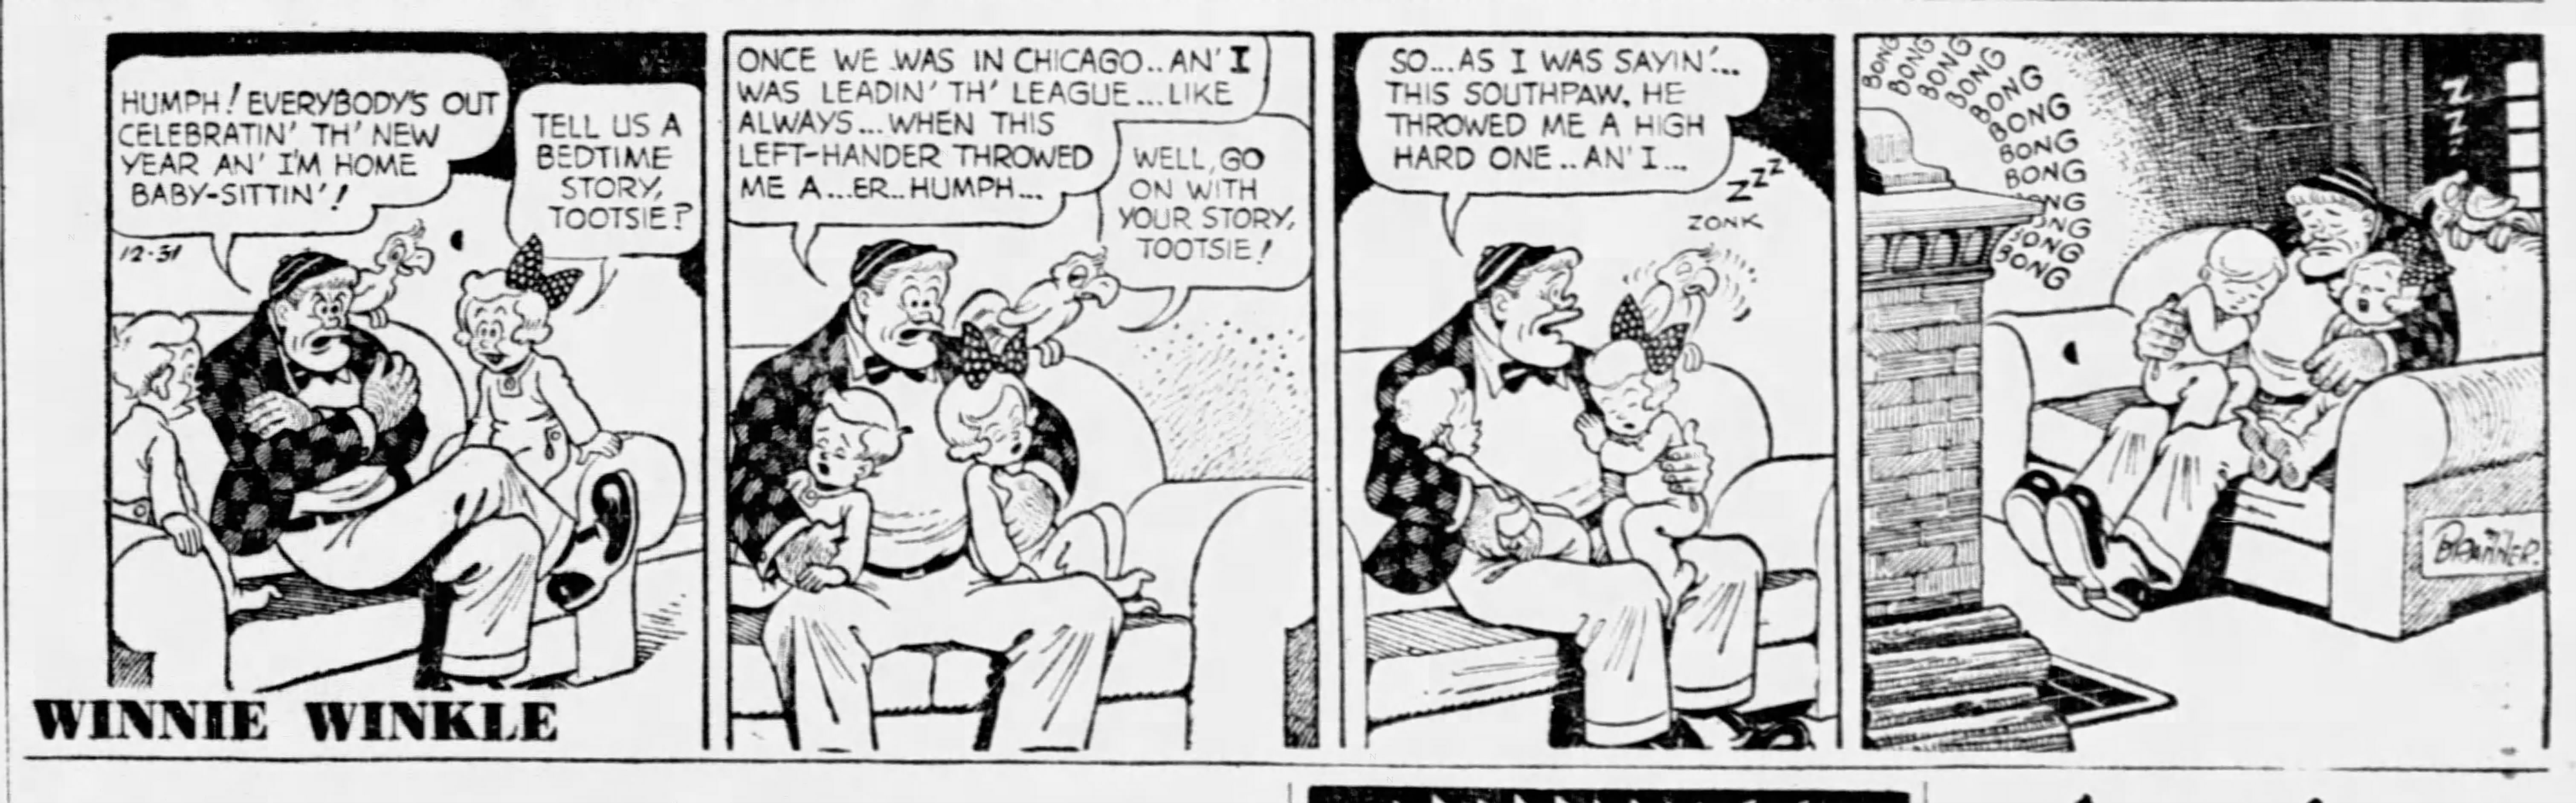 HUMPH! EVERYBODY'S OUT
CELEBRATIN' TH' NEW
YEAR AN' I'M HOME
BABY-SITTIN'!
TELL US A
BEDTIME
STORY,
TOOTSIE?
12-31
ONCE WE WAS IN CHICAGO.. AN' I
WAS LEADIN' TH' LEAGUE... LIKE
ALWAYS... WHEN THIS
LEFT-HANDER THROWED
ME A... ER.. HUMPH...
WELL, GO
ON WITH
YOUR STORY,
TOOTSIE!
SO... AS I WAS SAYIN'...
THIS SOUTHPAW, HE
THROWED ME A HIGH
HARD ONE.. AN' I...
ZZZ
ZONK
BONG
BONG
BONG
BONG
BONG
BONG
BONG
BONG
BONG
BONG
BONG
BONG
ZZZZ
BRANNER.
WINNIE WINKLE